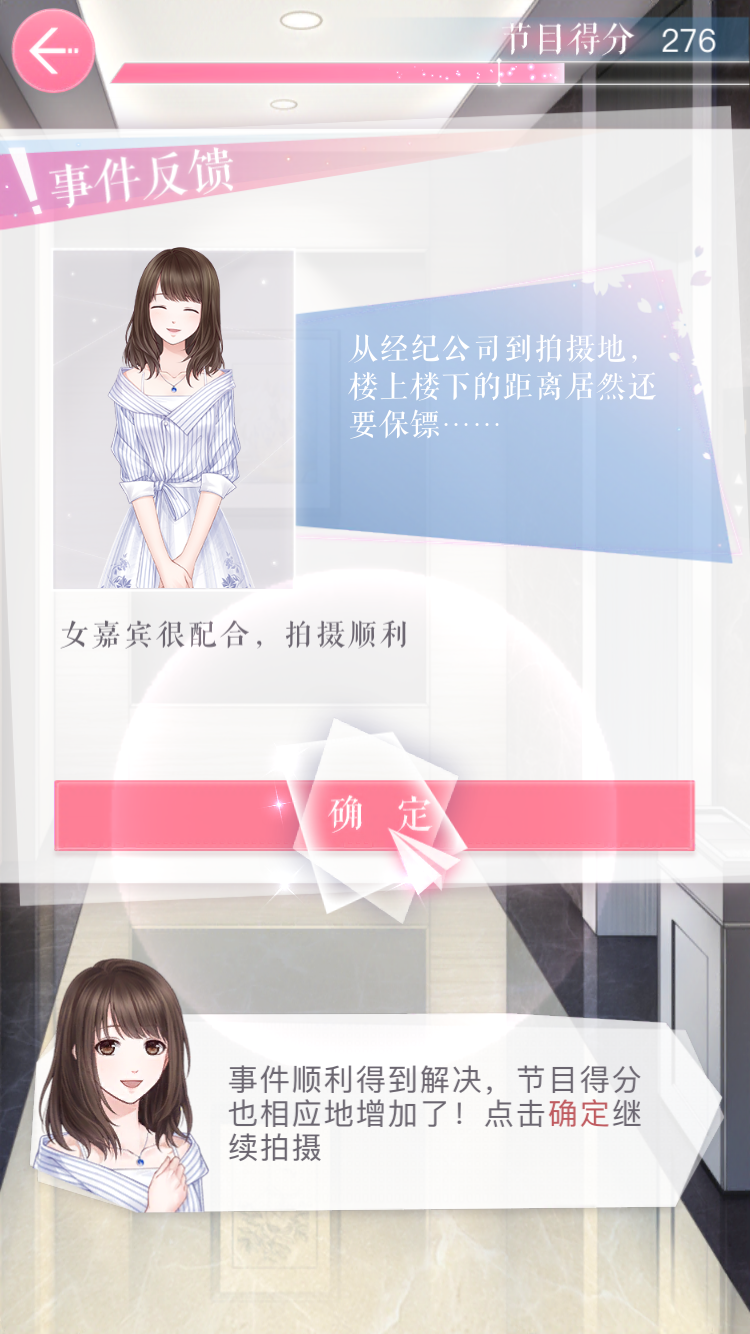 节目得分 276
事件反馈
从经纪公司到拍摄地，
楼上楼下的距离居然还
要保镖……
女嘉宾很配合，拍摄顺利
确 定
事件顺利得到解决，节目得分
也相应地增加了！点击确定继
续拍摄